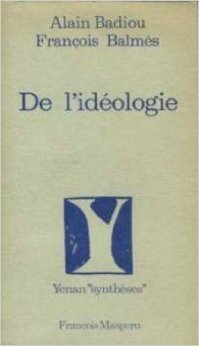 Alain Badiou
François Balmès
De l'idéologie
Y
Yenan "synthèses"
François Maspero